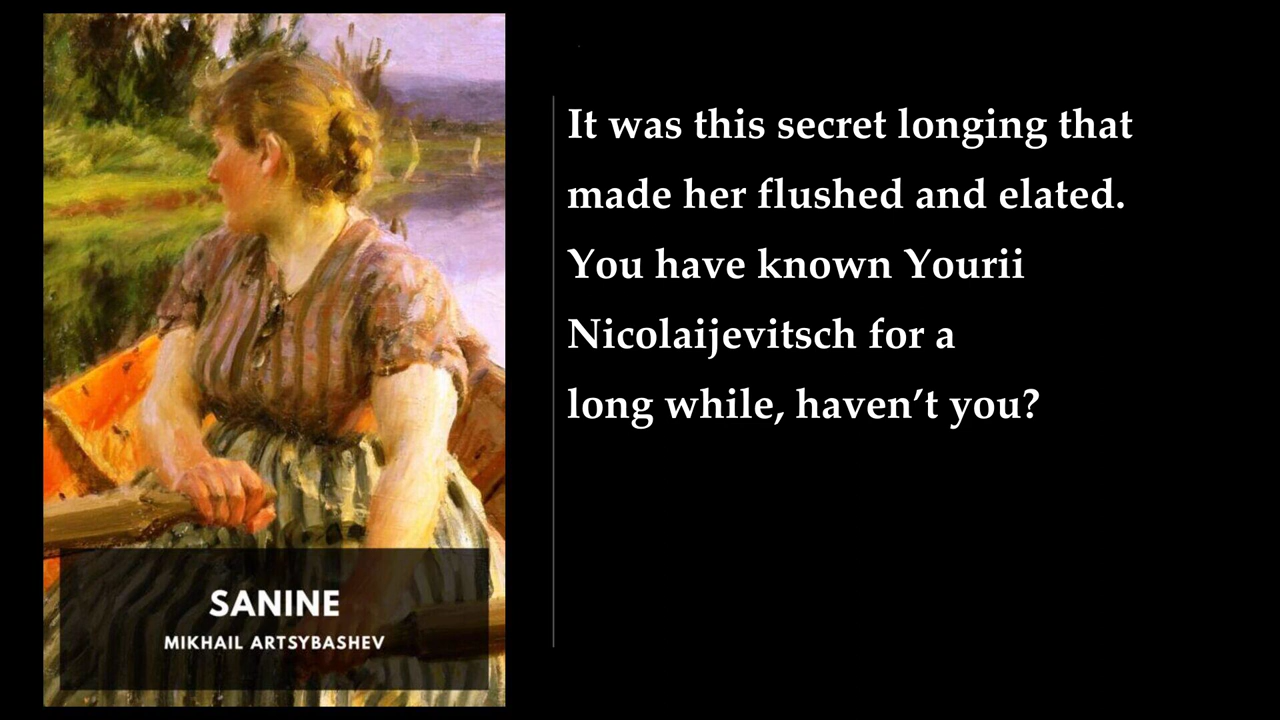 SANINE
MIKHAIL ARTSYBASHEV
It was this secret longing that
made her flushed and elated.
You have known Yourii
Nicolaijevitsch for a
long while, haven’t you?